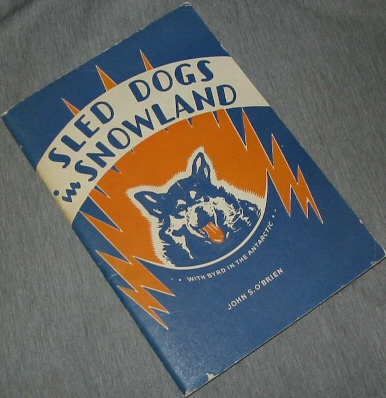 SLED DOGS
in SNOWLAND
·· WITH BYRD IN THE ANTARCTIC ··
JOHN S. O'BRIEN